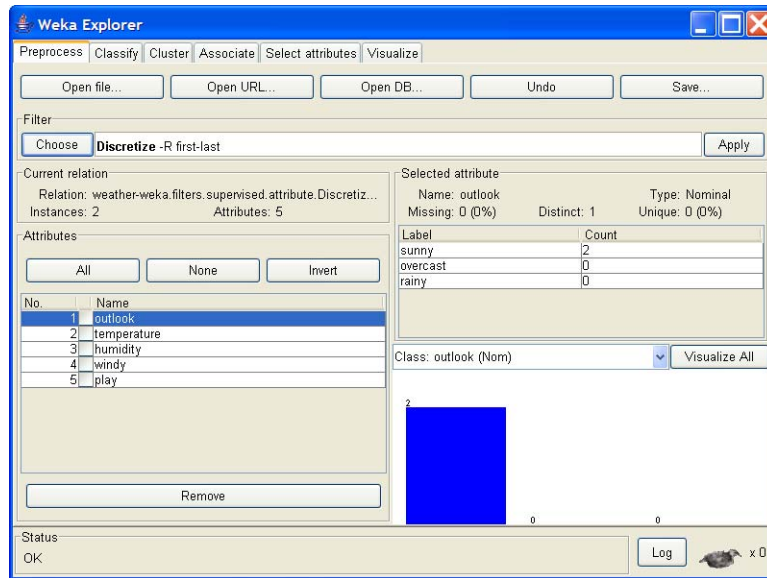 Weka Explorer
Preprocess Classify Cluster Associate Select attributes Visualize
Open file... Open URL... Open DB... Undo Save...
Filter
Choose Discretize -R first-last Apply
Current relation
Relation: weather-weka.filters.supervised.attribute.Discretiz...
Instances: 2 Attributes: 5
Attributes
All None Invert
No. Name
1 outlook
2 temperature
3 humidity
4 windy
5 play
Remove
Selected attribute
Name: outlook Type: Nominal
Missing: 0 (0%) Distinct: 1 Unique: 0 (0%)
Label Count
sunny 2
overcast 0
rainy 0
Class: outlook (Nom) Visualize All
2
0 0
Status
OK Log x 0